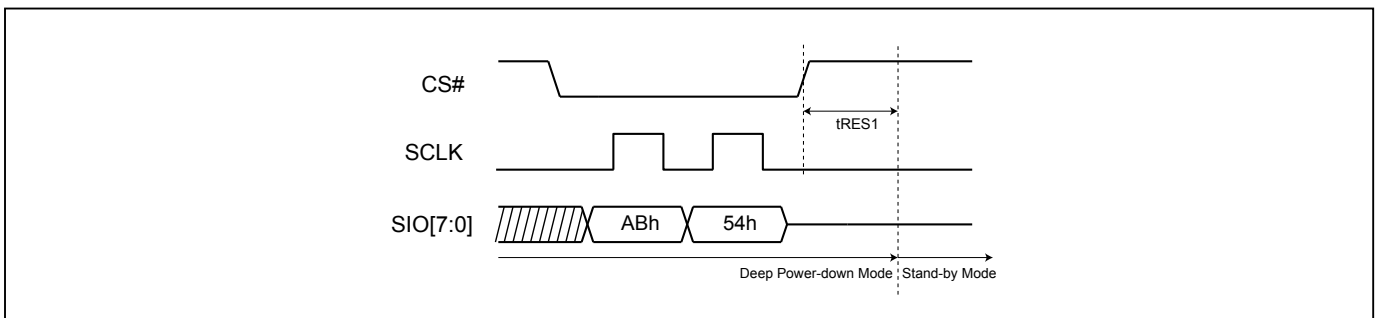 CS#
tRES1
SCLK
SIO[7:0] ABh 54h
Deep Power-down Mode Stand-by Mode